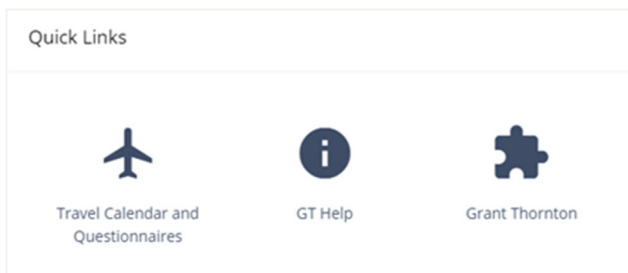 Quick Links
Travel Calendar and
Questionnaires
GT Help
Grant Thornton